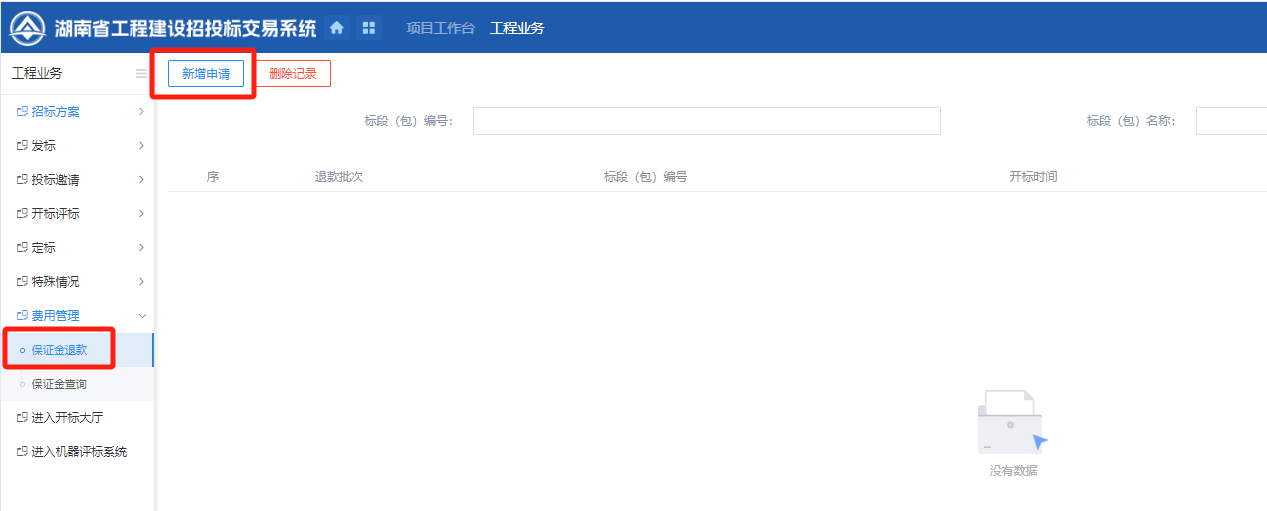 湖南省工程建设招投标交易系统 项目工作台 工程业务
工程业务 新增申请 删除记录
招标方案
标段（包）编号： 标段（包）名称：
发标
投标邀请
序 退款批次 标段（包）编号 开标时间
开标评标
定标
特殊情况
费用管理
保证金退款
保证金查询
进入开标大厅
进入机器评标系统
没有数据